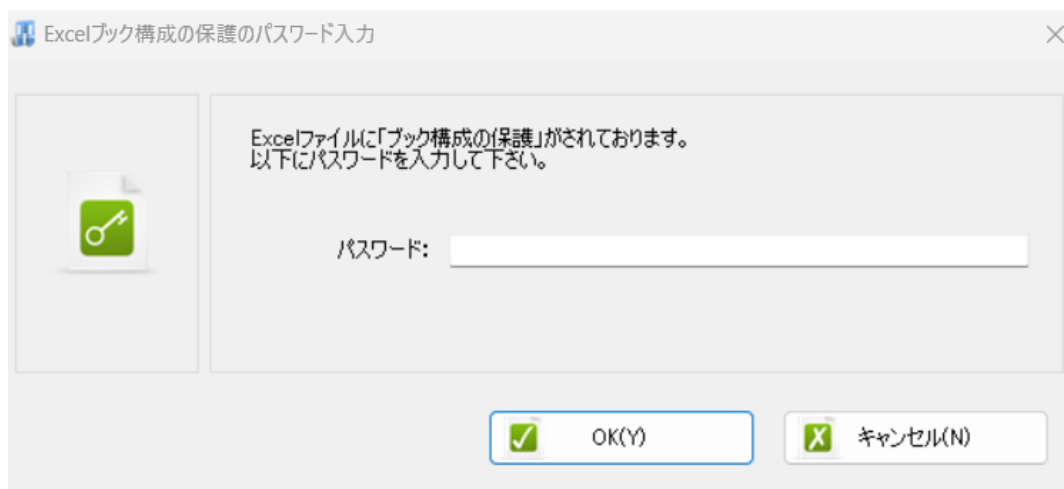 Excelブック構成の保護のパスワード入力
Excelファイルに「ブック構成の保護」がされております。
以下にパスワードを入力して下さい。
パスワード:
OK(Y)
キャンセル(N)